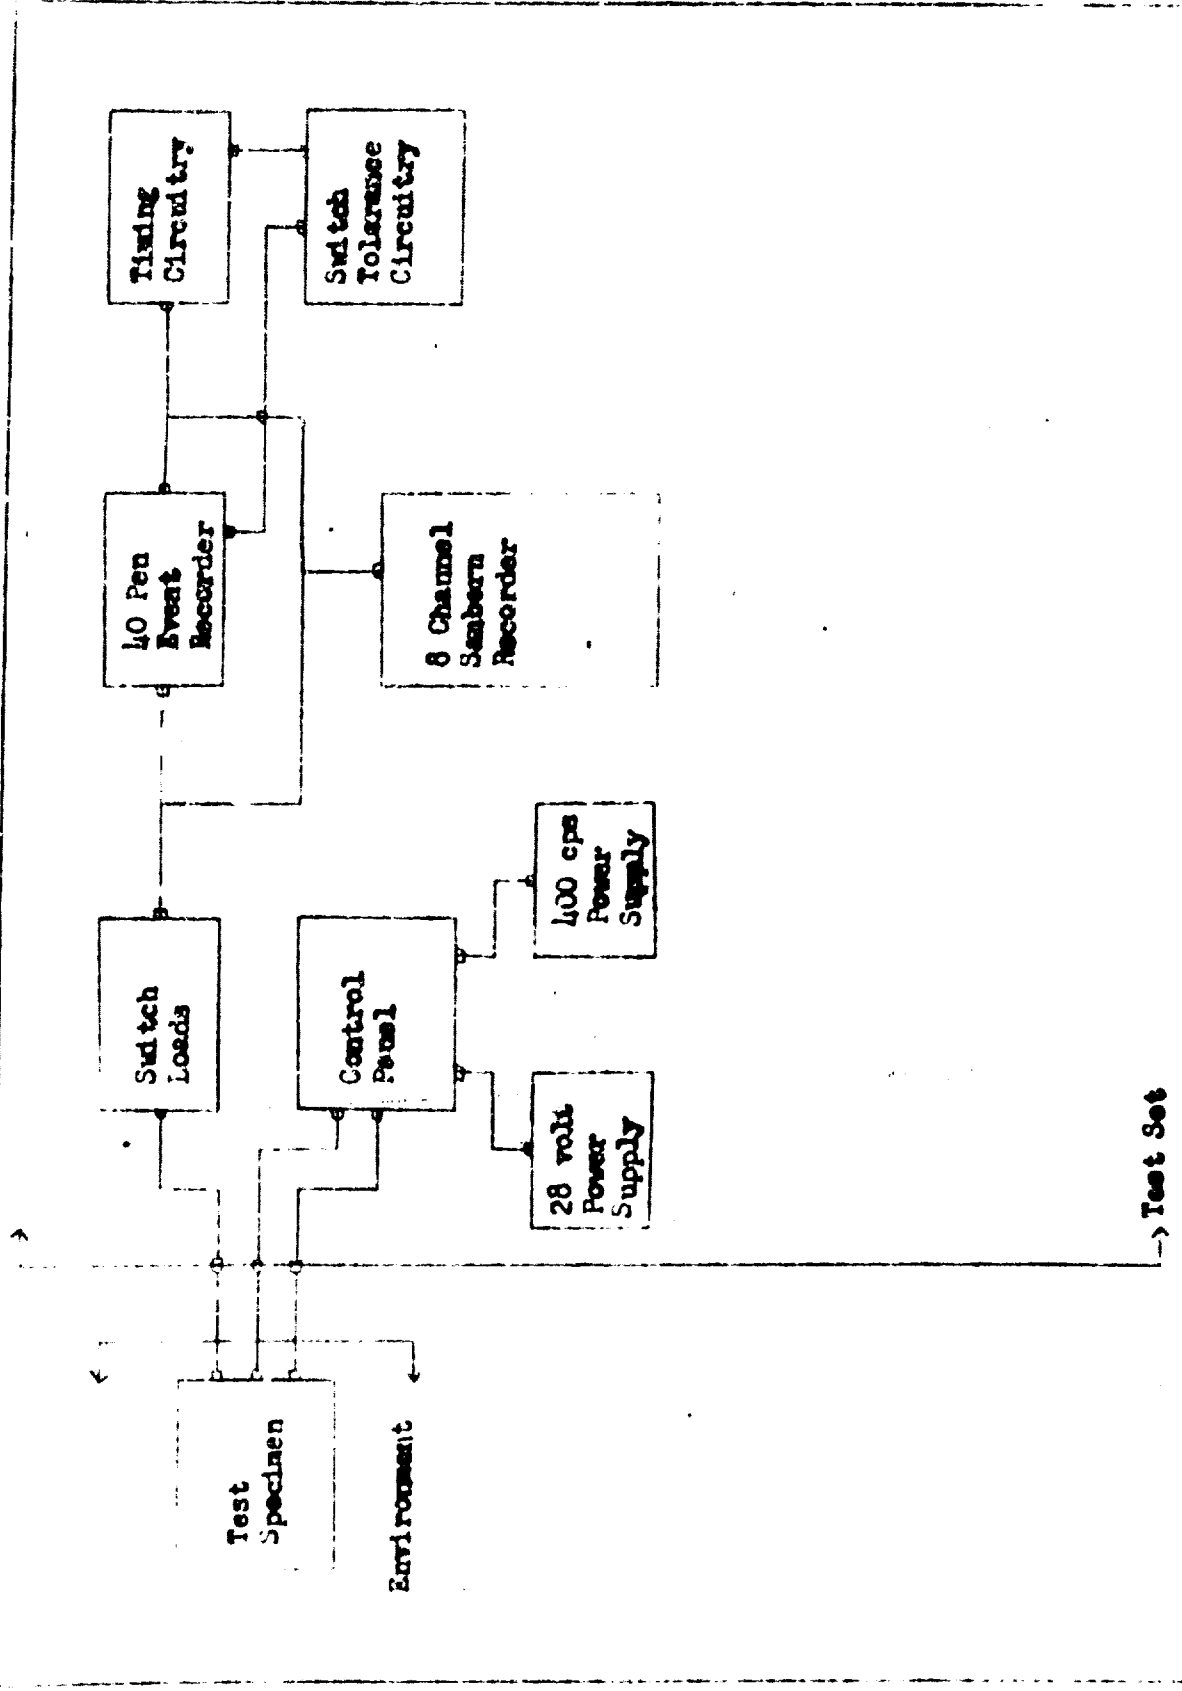 Test
Specimen
Environment
Switch
Loads
Control
Panel
28 volt
Power
Supply
400 cps
Power
Supply
40 Pen
Event
Recorder
8 Channel
Sanborn
Recorder
Timing
Circuitry
Switch
Tolerance
Circuitry
Test Set